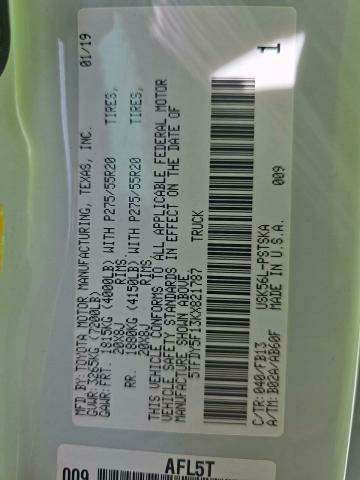 MFD.BY: TOYOTA MOTOR MANUFACTURING, TEXAS, INC. 01/19
GVWR: 3265KG (7200LB)
GAWR: FRT. 1815KG (4000LB) WITH P275/55R20 TIRES,
20X8J RIMS,
RR. 1880KG (4150LB) WITH P275/55R20 TIRES,
20X8J RIMS
THIS VEHICLE CONFORMS TO ALL APPLICABLE FEDERAL MOTOR
VEHICLE SAFETY STANDARDS IN EFFECT ON THE DATE OF
MANUFACTURE SHOWN ABOVE.
5TFDY5F13KX821787 TRUCK
009
C/TR: 040/FB13 USK56L-PSTSKA
A/TM: B02A/AB60F MADE IN U.S.A. 1
009 AFL5T